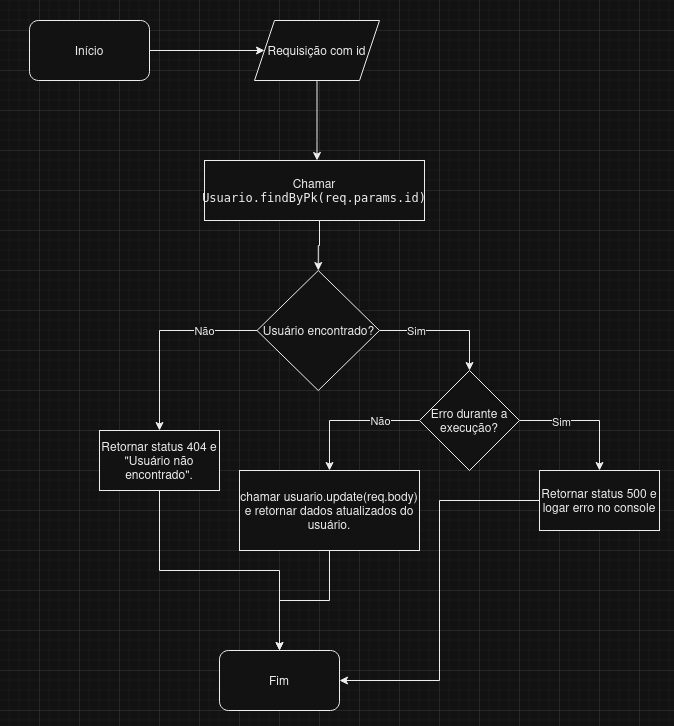 Início
Requisição com id
Chamar
Usuario.findByPk(req.params.id)
Usuário encontrado?
Não
Sim
Erro durante a
execução?
Não
Sim
Retornar status 404 e
"Usuário não
encontrado".
chamar usuario.update(req.body)
e retornar dados atualizados do
usuário.
Retornar status 500 e
logar erro no console
Fim